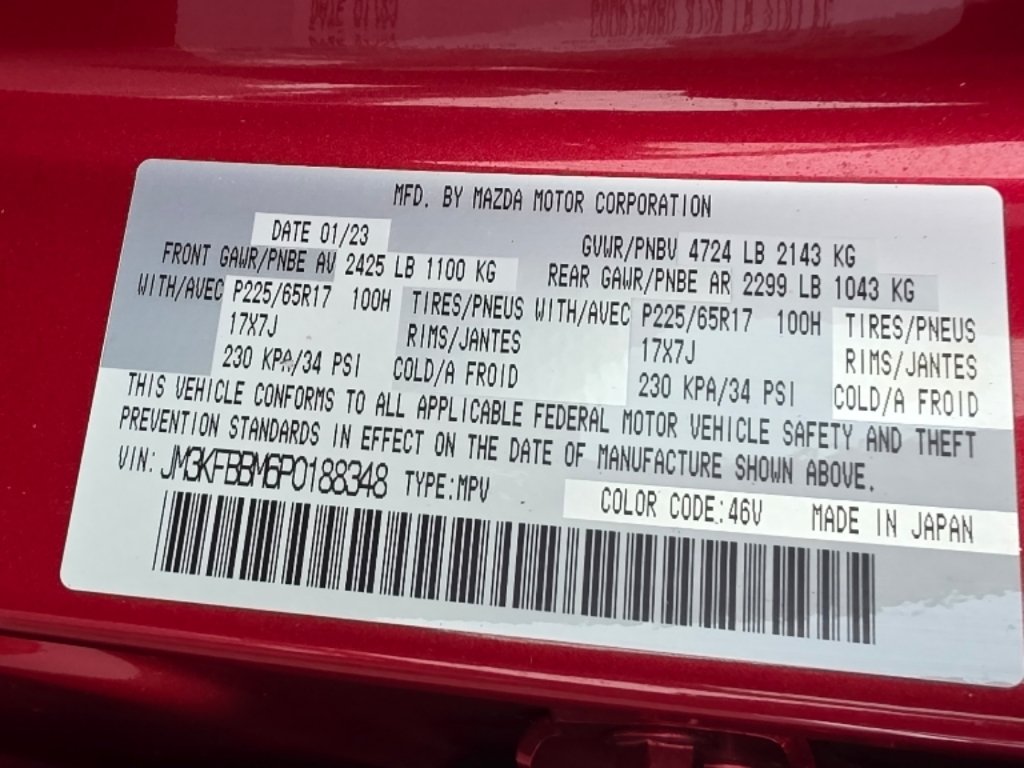 MFD. BY MAZDA MOTOR CORPORATION
DATE 01/23 GVWR/PNBV 4724 LB 2143 KG
FRONT GAWR/PNBE AV 2425 LB 1100 KG REAR GAWR/PNBE AR 2299 LB 1043 KG
WITH/AVEC P225/65R17 100H TIRES/PNEUS WITH/AVEC P225/65R17 100H TIRES/PNEUS
17X7J RIMS/JANTES 17X7J RIMS/JANTES
230 KPA/34 PSI COLD/A FROID 230 KPA/34 PSI COLD/A FROID
THIS VEHICLE CONFORMS TO ALL APPLICABLE FEDERAL MOTOR VEHICLE SAFETY AND THEFT
PREVENTION STANDARDS IN EFFECT ON THE DATE OF MANUFACTURE SHOWN ABOVE.
VIN: JM3KFBBM6P0188348 TYPE:MPV COLOR CODE:46V MADE IN JAPAN